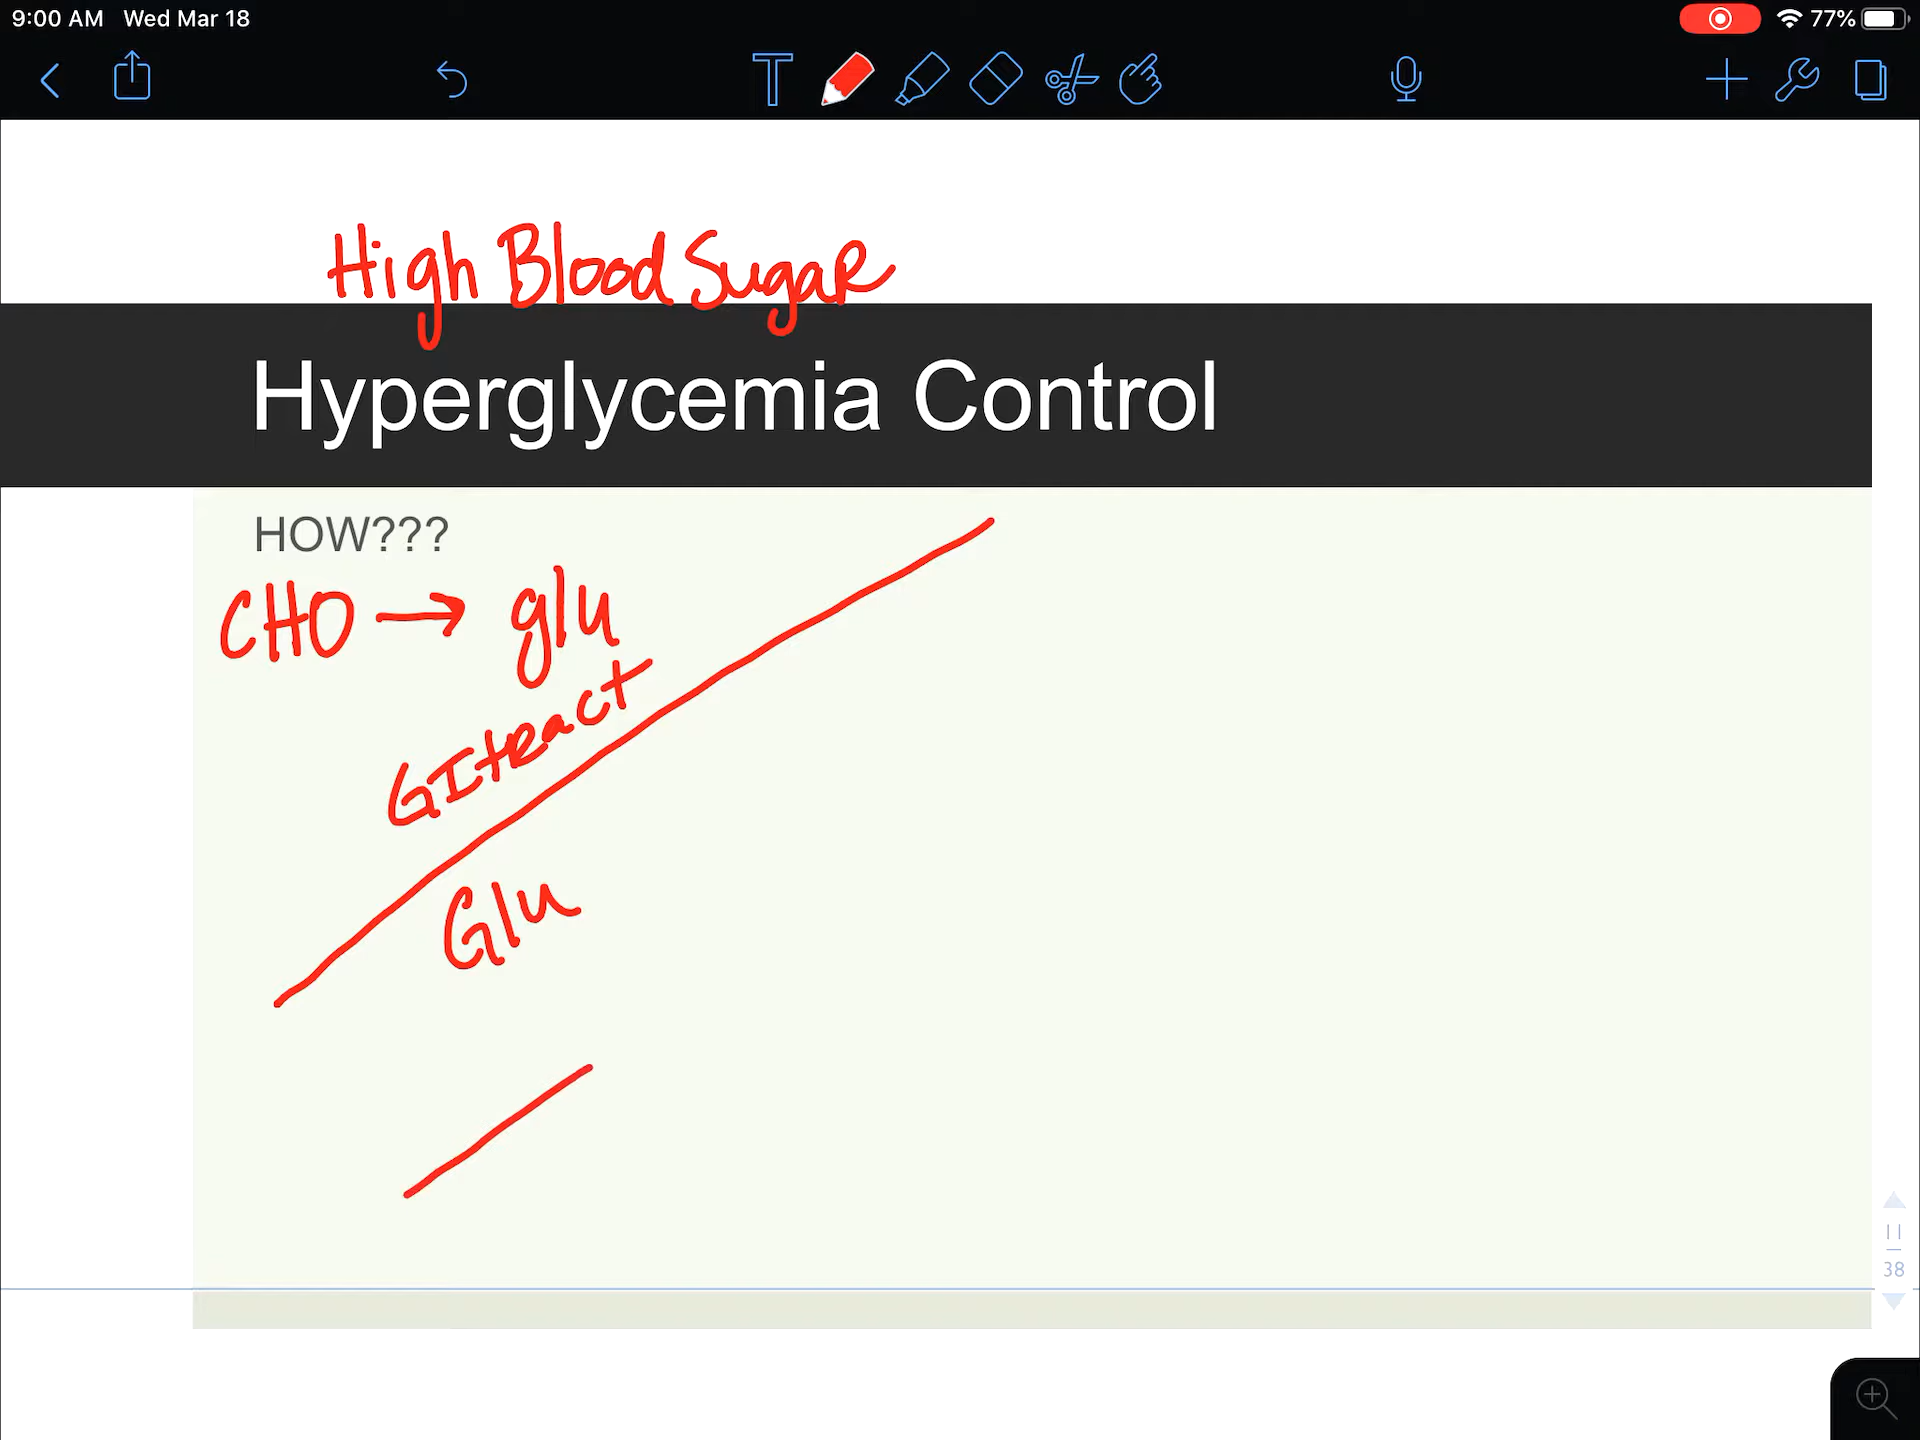 9:00 AM Wed Mar 18
77%
T
High Blood Sugar
Hyperglycemia Control
HOW???
CHO → glu
GI tract
Glu
11
38